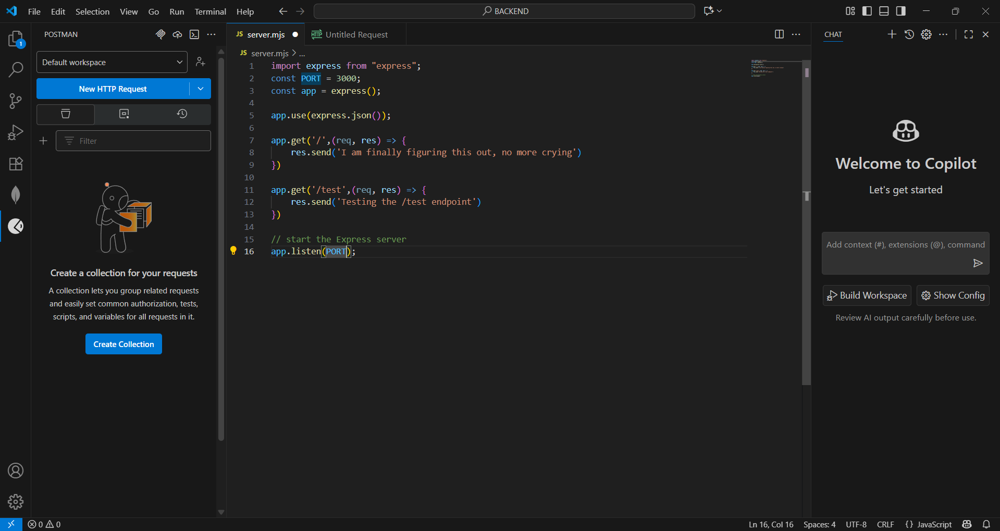 File Edit Selection View Go Run Terminal Help
BACKEND
1
POSTMAN
Default workspace
New HTTP Request
Filter
Create a collection for your requests
A collection lets you group related requests
and easily set common authorization, tests,
scripts, and variables for all requests in it.
Create Collection
JS server.mjs
HTTP Untitled Request
JS server.mjs > ...
1 import express from "express";
2 const PORT = 3000;
3 const app = express();
4
5 app.use(express.json());
6
7 app.get('/',(req, res) => {
8 res.send('I am finally figuring this out, no more crying')
9 })
10
11 app.get('/test',(req, res) => {
12 res.send('Testing the /test endpoint')
13 })
14
15 // start the Express server
16 app.listen(PORT);
CHAT
Welcome to Copilot
Let's get started
Add context (#), extensions (@), command
Build Workspace
Show Config
Review AI output carefully before use.
0 0
Ln 16, Col 16 Spaces: 4 UTF-8 CRLF {} JavaScript